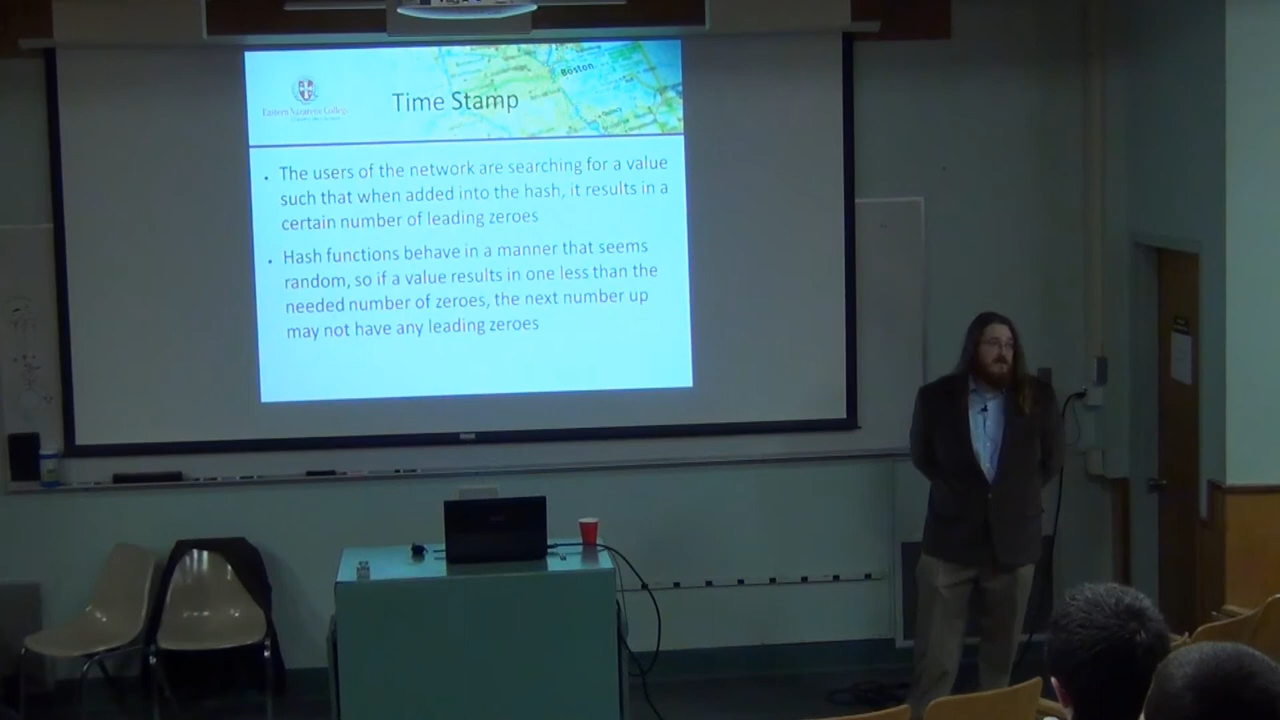 Boston
Eastern Nazarene College
Time Stamp
Quincy
• The users of the network are searching for a value
such that when added into the hash, it results in a
certain number of leading zeroes
• Hash functions behave in a manner that seems
random, so if a value results in one less than the
needed number of zeroes, the next number up
may not have any leading zeroes